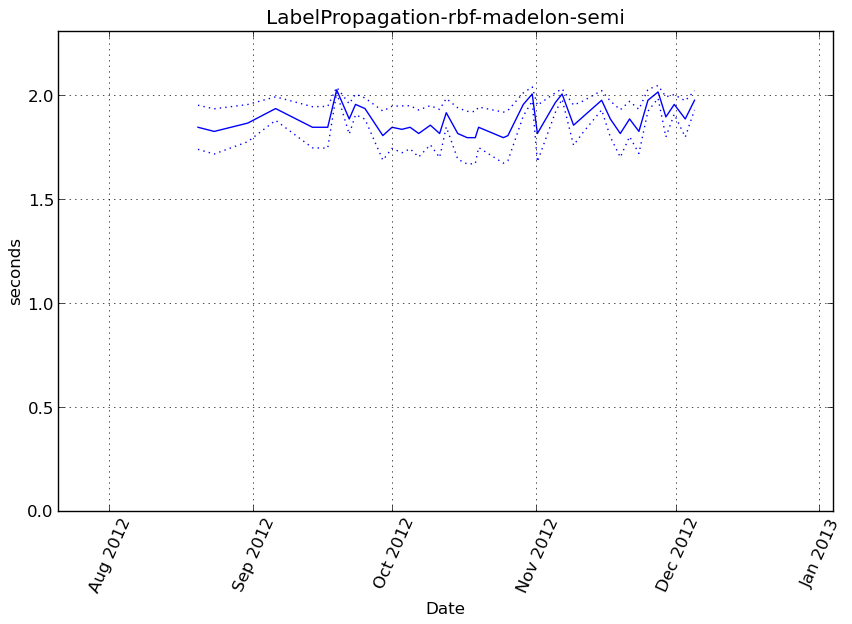 LabelPropagation-rbf-madelon-semi
2.0
1.5
1.0
0.5
0.0
seconds
Aug 2012
Sep 2012
Oct 2012
Nov 2012
Dec 2012
Jan 2013
Date